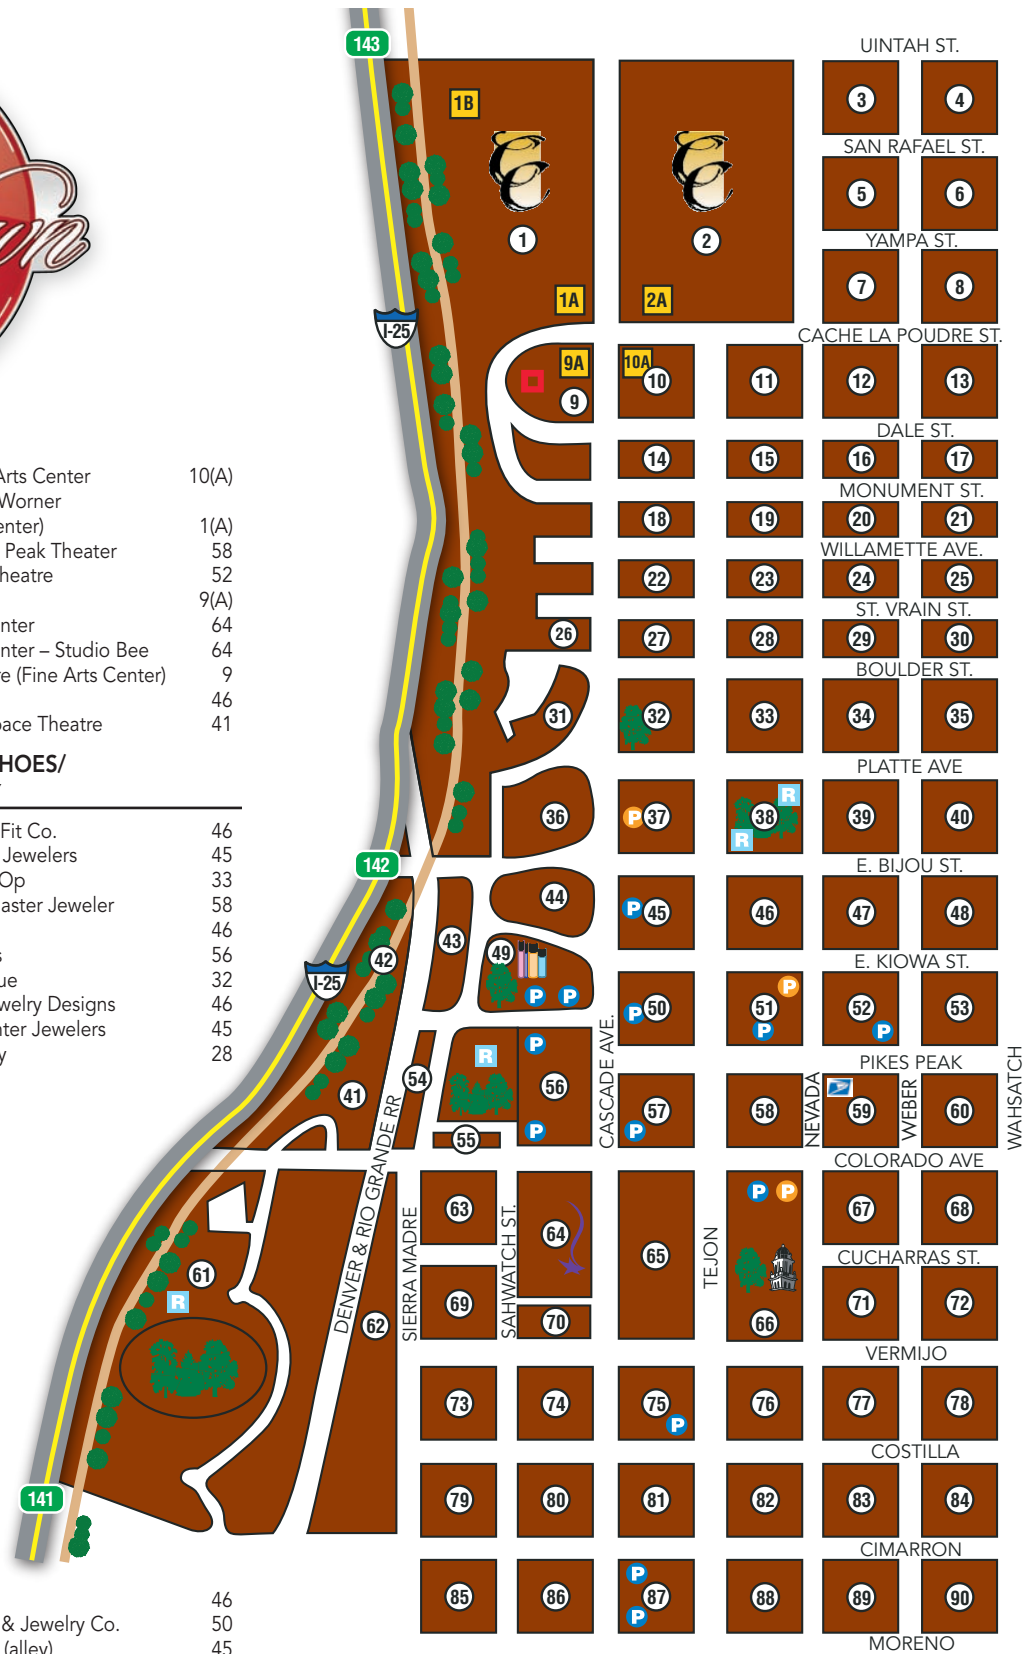 143
UINTAH ST.
1B
3
4
SAN RAFAEL ST.
5
6
1
2
YAMPA ST.
7
8
1A
2A
I-25
CACHE LA POUDRE ST.
9A
10A
9
10
11
12
13
DALE ST.
14
15
16
17
MONUMENT ST.
18
19
20
21
WILLAMETTE AVE.
22
23
24
25
ST. VRAIN ST.
26
27
28
29
30
BOULDER ST.
31
32
33
34
35
PLATTE AVE
R
36
P 37
38
39
40
R
142
E. BIJOU ST.
44
P 45
46
47
48
43
42
49
E. KIOWA ST.
I-25
P P
P 50
P
51
P
52
P
53
CASCADE AVE.
PIKES PEAK
WAHSATCH
P
R
54
41
56
57
P
58
NEVADA
59
WEBER
60
55
P
COLORADO AVE
DENVER & RIO GRANDE RR
63
P P
67
68
SIERRA MADRE
SAHWATCH ST.
64
65
TEJON
CUCHARRAS ST.
61
R
69
71
72
62
70
66
VERMIJO
73
74
75
P
76
77
78
COSTILLA
141
79
80
81
82
83
84
CIMARRON
85
86
P
87
P
88
89
90
MORENO
Arts Center 10(A)
Worner
enter) 1(A)
Peak Theater 58
heatre 52
9(A)
nter 64
nter – Studio Bee 64
re (Fine Arts Center) 9
46
pace Theatre 41
HOES/
Fit Co. 46
Jewelers 45
Op 33
aster Jeweler 58
46
s 56
ue 32
welry Designs 46
nter Jewelers 45
y 28
46
& Jewelry Co. 50
(alley) 45